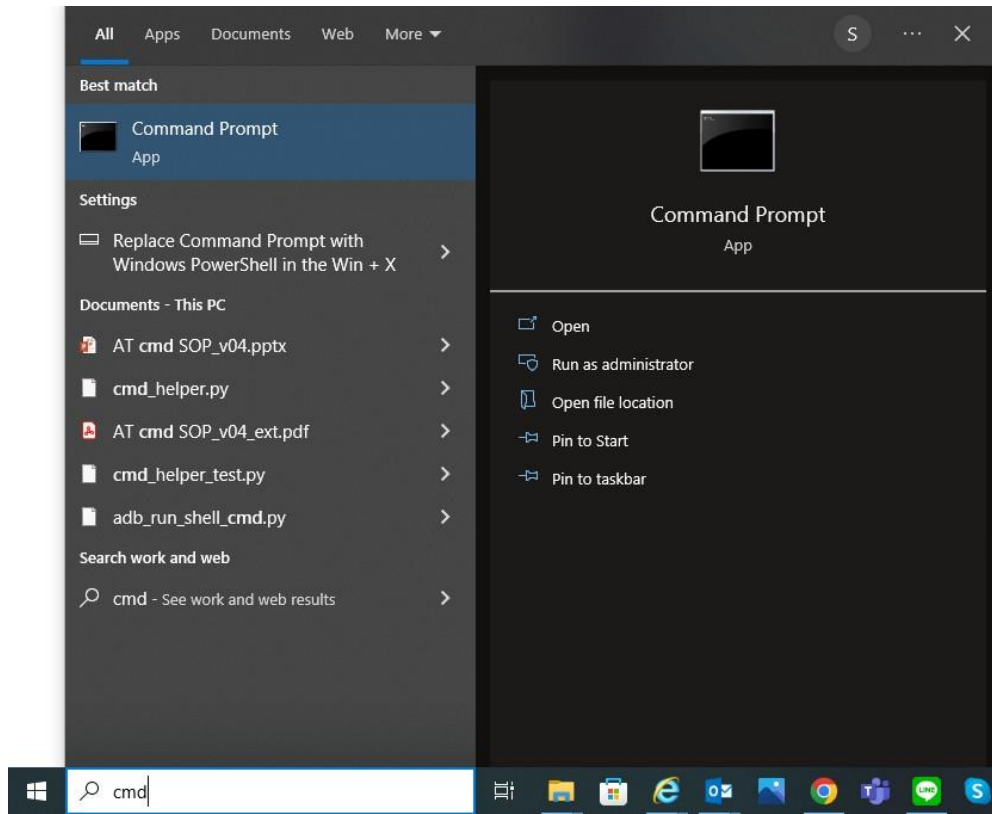 All Apps Documents Web More
S ...
Best match
Command Prompt
App
Settings
Replace Command Prompt with
Windows PowerShell in the Win + X
Documents - This PC
AT cmd SOP_v04.pptx
cmd_helper.py
AT cmd SOP_v04_ext.pdf
cmd_helper_test.py
adb_run_shell_cmd.py
Search work and web
cmd - See work and web results
Command Prompt
App
Open
Run as administrator
Open file location
Pin to Start
Pin to taskbar
cmd
LINE
S